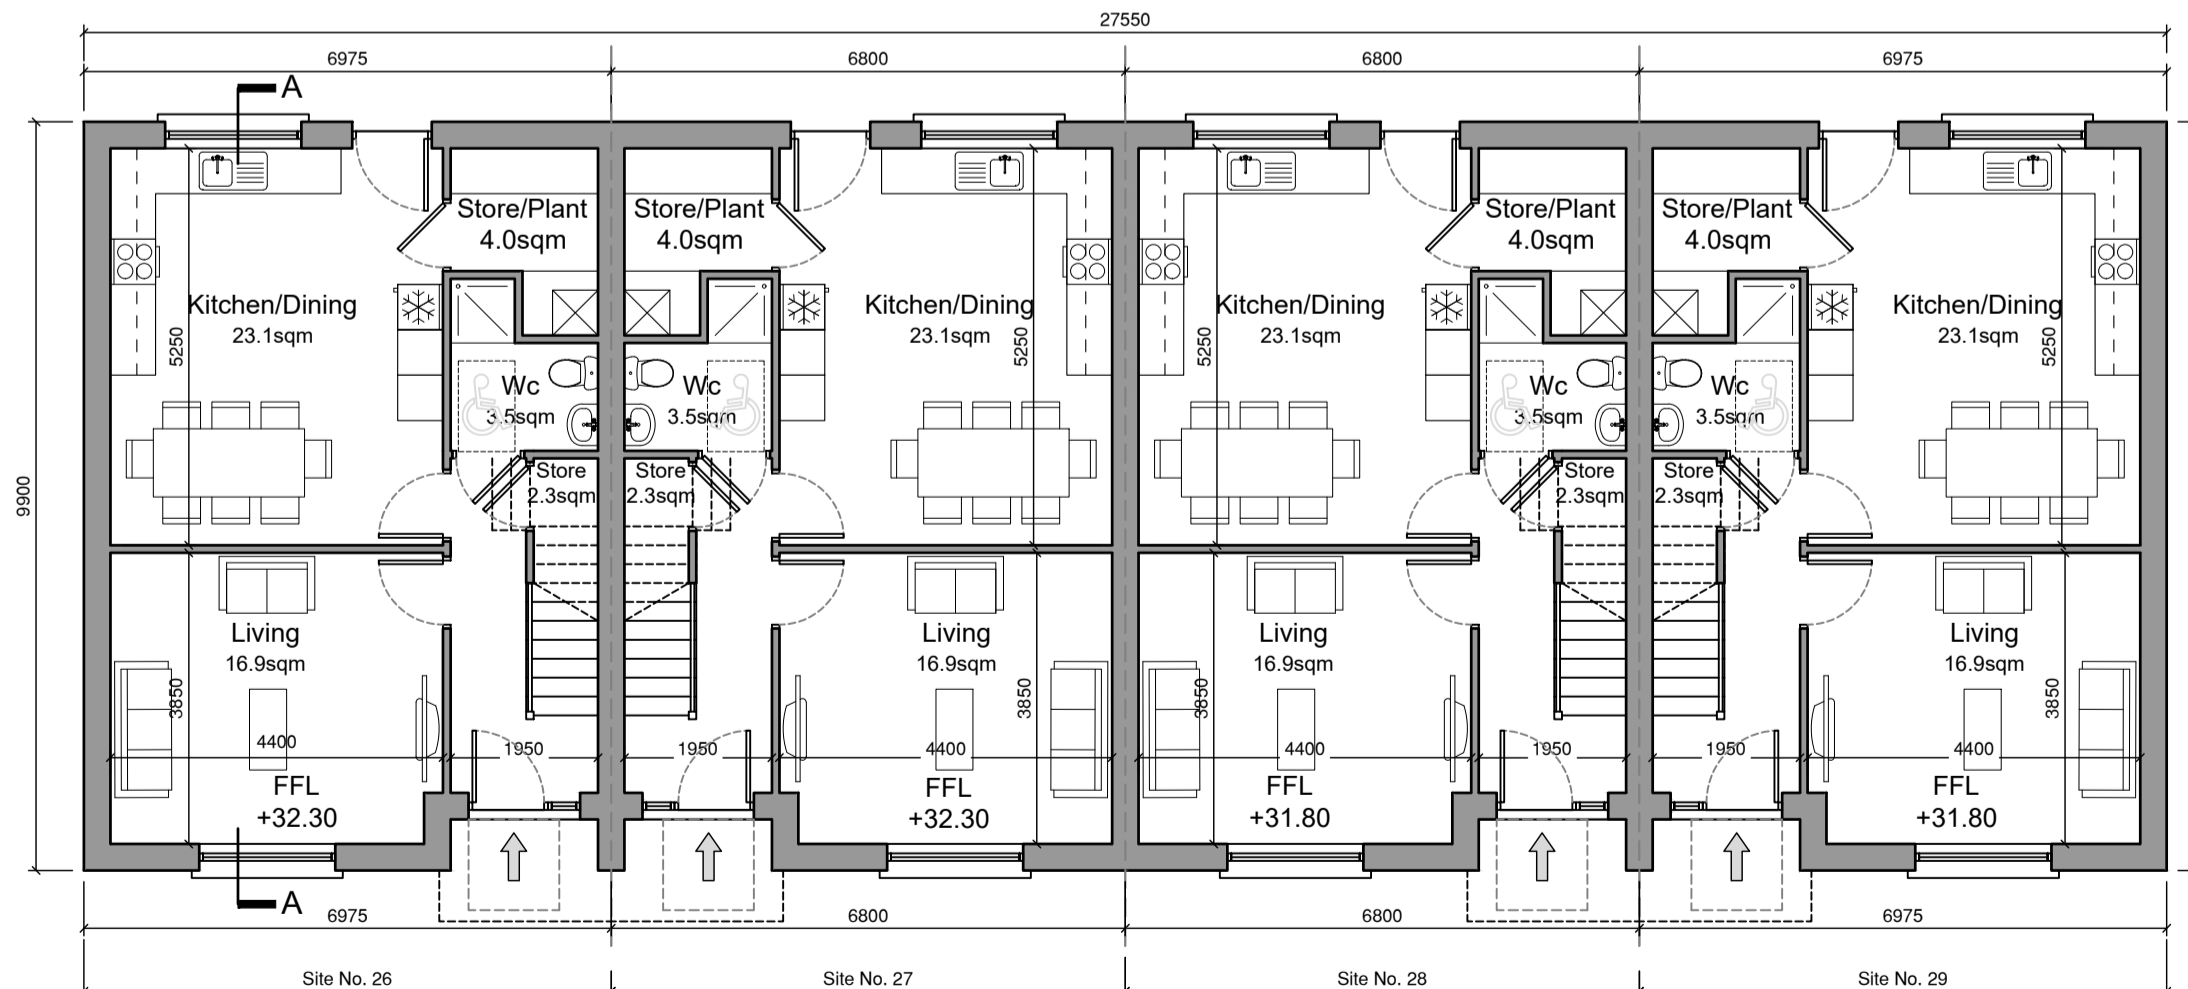 27550
6975 6800 6800 6975
A
Store/Plant Store/Plant Store/Plant Store/Plant
4.0sqm 4.0sqm 4.0sqm 4.0sqm
Kitchen/Dining Kitchen/Dining Kitchen/Dining Kitchen/Dining
23.1sqm 23.1sqm 23.1sqm 23.1sqm
5250 5250 5250 5250
Wc Wc Wc Wc
3.5sqm 3.5sqm 3.5sqm 3.5sqm
Store Store Store Store
2.3sqm 2.3sqm 2.3sqm 2.3sqm
9900
Living Living Living Living
16.9sqm 16.9sqm 16.9sqm 16.9sqm
3850 3850 3850 3850
4400 1950 1950 4400 4400 1950 1950 4400
FFL FFL FFL FFL
+32.30 +32.30 +31.80 +31.80
A
6975 6800 6800 6975
Site No. 26 Site No. 27 Site No. 28 Site No. 29